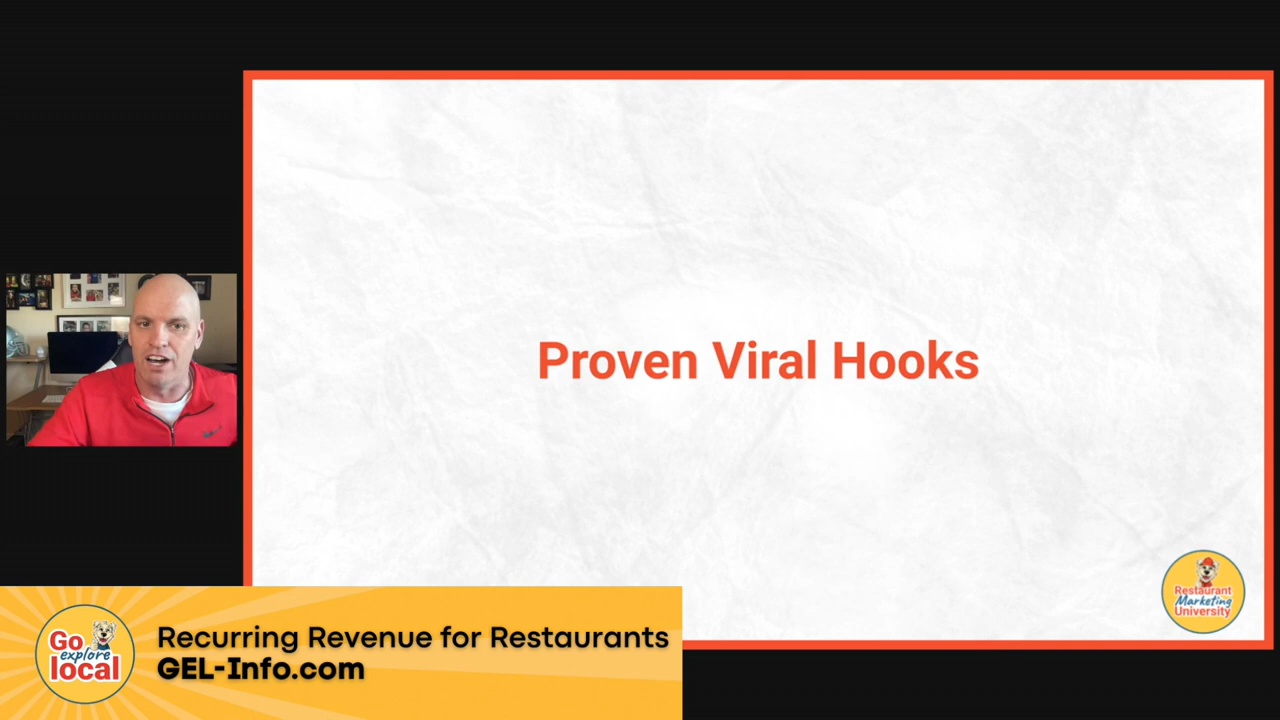 Proven Viral Hooks
Restaurant
Marketing
University
Go
explore
local
Recurring Revenue for Restaurants
GEL-Info.com